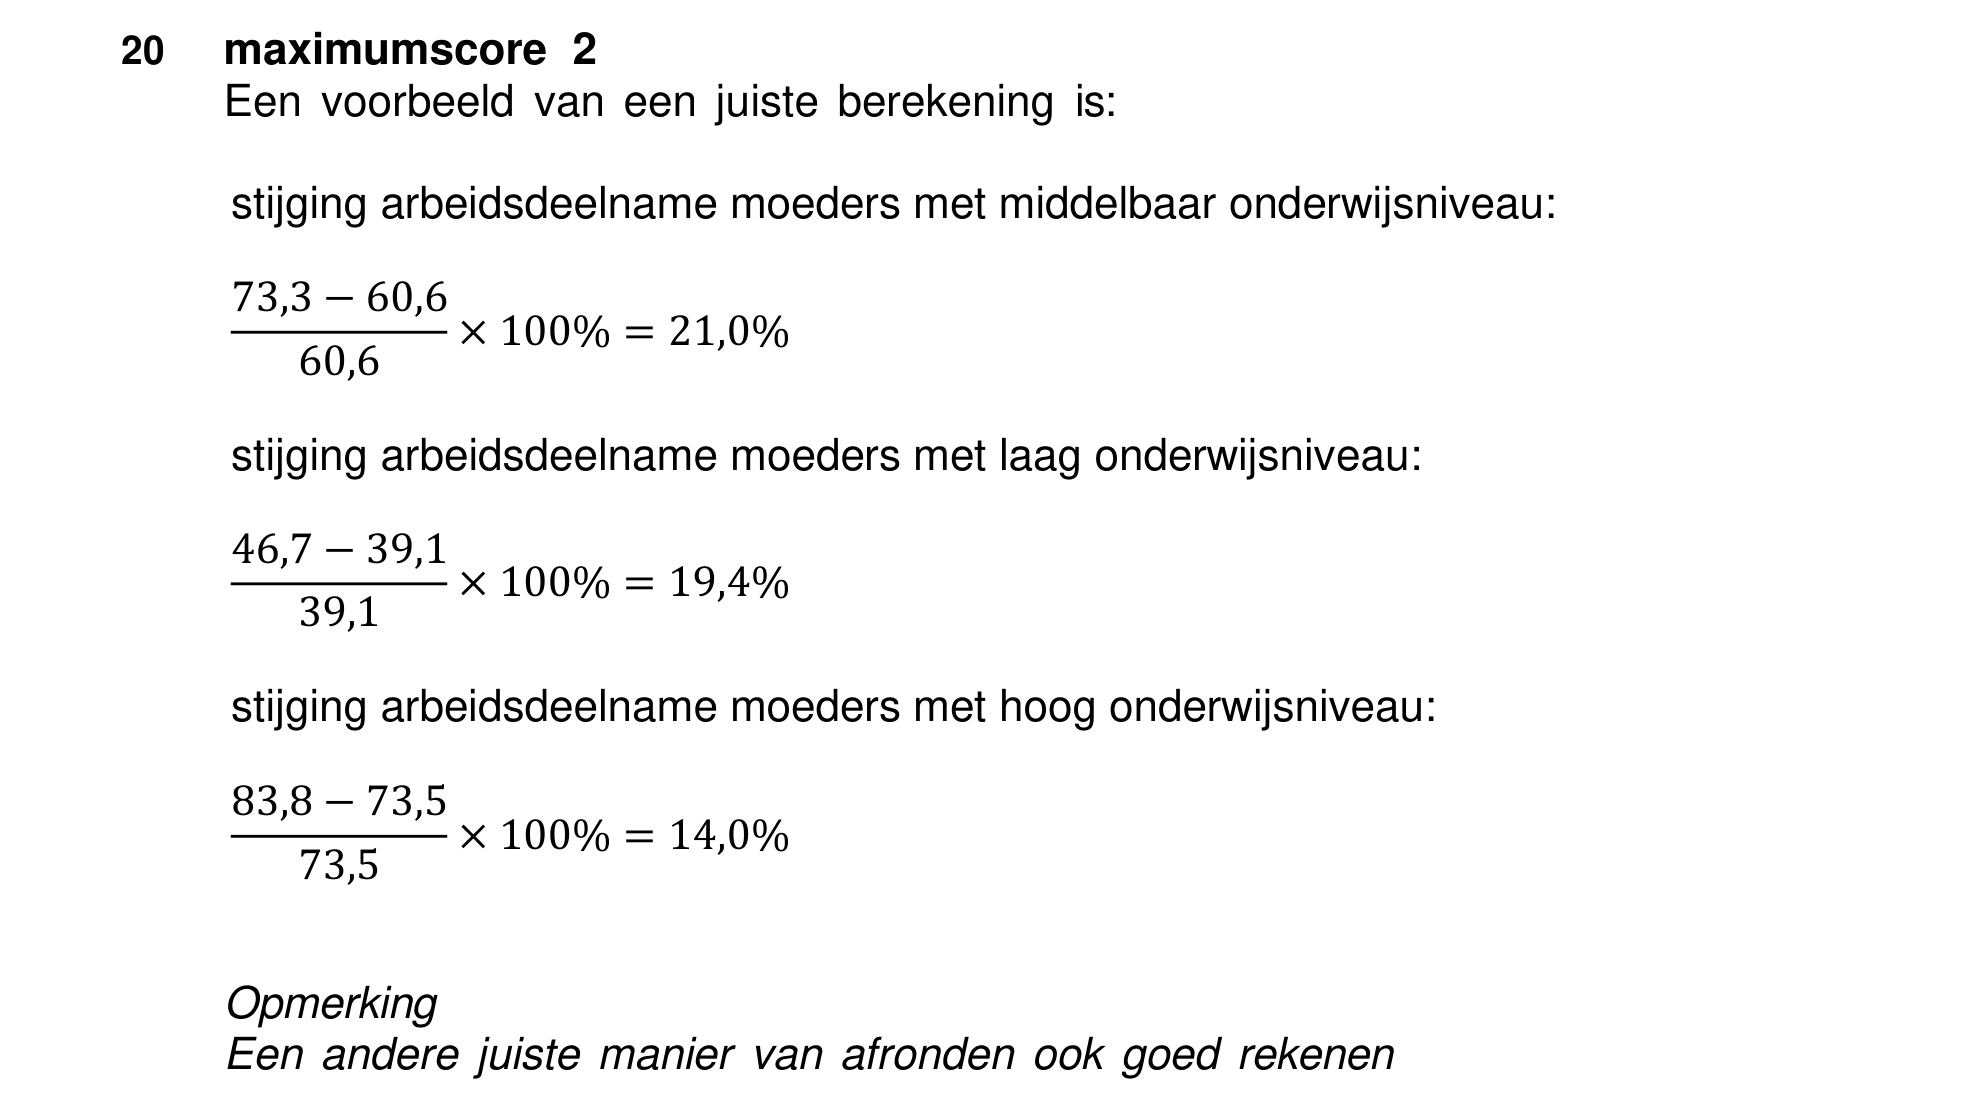 20 maximumscore 2
Een voorbeeld van een juiste berekening is:
stijging arbeidsdeelname moeders met middelbaar onderwijsniveau:
73,3 − 60,6
60,6
× 100% = 21,0%
stijging arbeidsdeelname moeders met laag onderwijsniveau:
46,7 − 39,1
39,1
× 100% = 19,4%
stijging arbeidsdeelname moeders met hoog onderwijsniveau:
83,8 − 73,5
73,5
× 100% = 14,0%
Opmerking
Een andere juiste manier van afronden ook goed rekenen